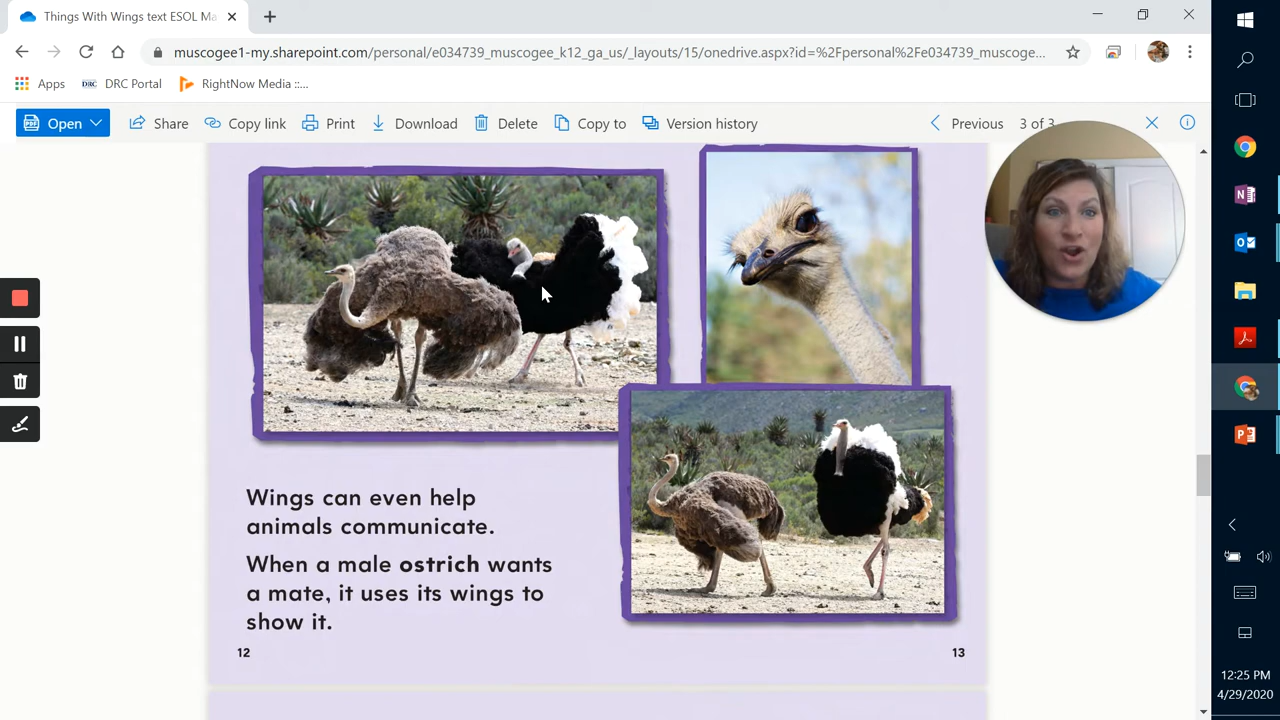 Things With Wings text ESOL Ma
muscogee1-my.sharepoint.com/personal/e034739_muscogee_k12_ga_us/_layouts/15/onedrive.aspx?id=%2Fpersonal%2Fe034739_muscoge...
Apps DRC DRC Portal RightNow Media ::...
PDF Open Share Copy link Print Download Delete Copy to Version history Previous 3 of 3
Wings can even help
animals communicate.
When a male ostrich wants
a mate, it uses its wings to
show it.
12
13
12:25 PM
4/29/2020